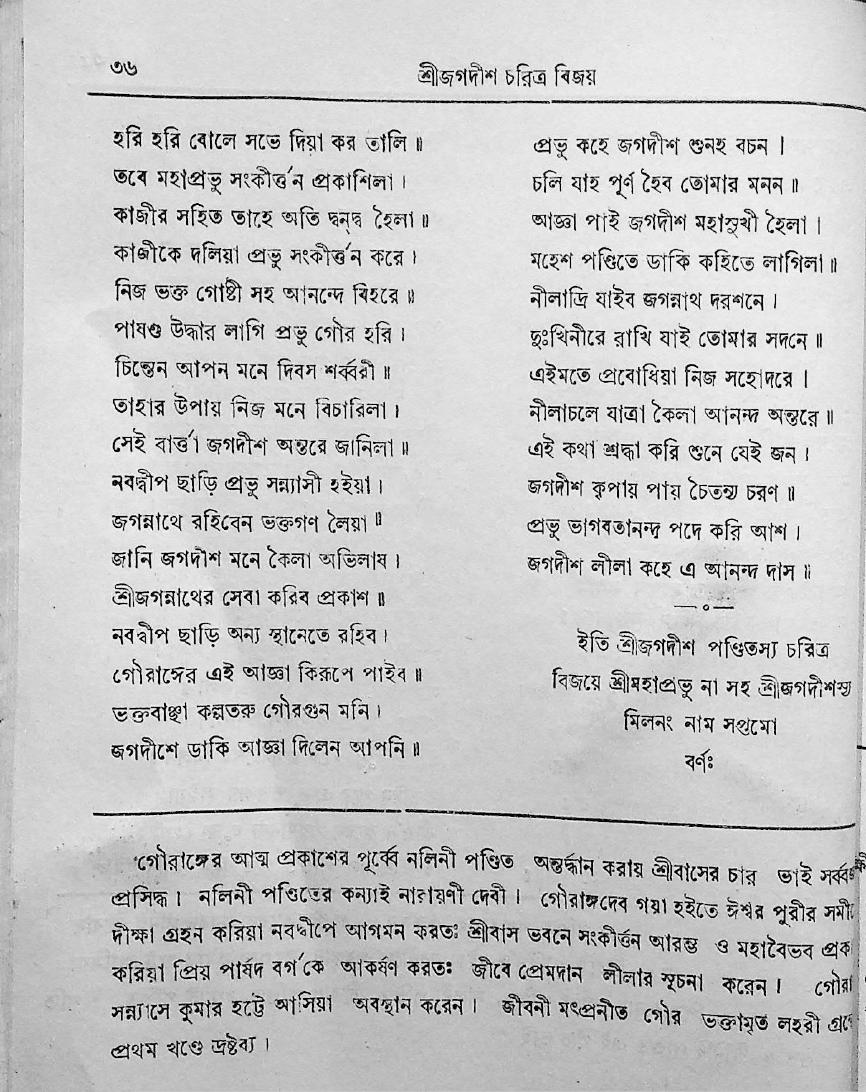 ৩৬
শ্রীজগদীশ চরিত্র বিজয়
হরি হরি বোলে সভে দিয়া কর তালি ॥
তবে মহাপ্রভু সংকীর্ত্তন প্রকাশিলা ।
কাজীর সহিত তাহে অতি দ্বন্দ্ব হৈলা ॥
কাজীকে দলিয়া প্রভু সংকীর্ত্তন করে ।
নিজ ভক্ত গোষ্টী সহ আনন্দে বিহরে ॥
পাষণ্ড উদ্ধার লাগি প্রভু গৌর হরি ।
চিন্তেন আপন মনে দিবস শর্ব্বরী ॥
তাহার উপায় নিজ মনে বিচারিলা ।
সেই বার্ত্তা জগদীশ অন্তরে জানিলা ॥
নবদ্বীপ ছাড়ি প্রভু সন্ন্যাসী হইয়া ।
জগন্নাথে রহিবেন ভক্তগণ লৈয়া ॥
জানি জগদীশ মনে কৈলা অভিলাষ ।
শ্রীজগন্নাথের সেবা করিব প্রকাশ ॥
নবদ্বীপ ছাড়ি অন্য স্থানেতে রহিব ।
গৌরাঙ্গের এই আজ্ঞা কিরূপে পাইব ॥
ভক্তবাঞ্ছা কল্পতরু গৌরগুন মনি ।
জগদীশে ডাকি আজ্ঞা দিলেন আপনি ॥
প্রভু কহে জগদীশ শুনহ বচন ।
চলি যাহ পূর্ণ হৈব তোমার মনন ॥
আজ্ঞা পাই জগদীশ মহাসুখী হৈলা ।
মহেশ পণ্ডিতে ডাকি কহিতে লাগিলা ॥
নীলাদ্রি যাইব জগন্নাথ দরশনে ।
দুঃখিনীরে রাখি যাই তোমার সদনে ॥
এইমতে প্রবোধিয়া নিজ সহোদরে ।
নীলাচলে যাত্রা কৈলা আনন্দ অন্তরে ॥
এই কথা শ্রদ্ধা করি শুনে যেই জন ।
জগদীশ কৃপায় পায় চৈতন্য চরণ ॥
প্রভু ভাগবতানন্দ পদে করি আশ ।
জগদীশ লীলা কহে এ আনন্দ দাস ॥
—০—
ইতি শ্রীজগদীশ পণ্ডিতস্য চরিত্র
বিজয়ে শ্রীমহাপ্রভু না সহ শ্রীজগদীশস্য
মিলনং নাম সপ্তমো
বর্ণঃ
গৌরাঙ্গের আত্ম প্রকাশের পূর্ব্বে নলিনী পণ্ডিত অন্তর্দ্ধান করায় শ্রীবাসের চার ভাই
প্রসিদ্ধ । নলিনী পণ্ডিতের কন্যাই নারায়ণী দেবী । গৌরাঙ্গদেব গয়া হইতে ঈশ্বর পুরীর
দীক্ষা গ্রহন করিয়া নবদ্বীপে আগমন করতঃ শ্রীবাস ভবনে সংকীর্ত্তন আরম্ভ ও মহাবৈভব
করিয়া প্রিয় পার্ষদ বর্গকে আকর্ষণ করতঃ জীবে প্রেমদান লীলার সূচনা করেন ।
সন্ন্যাসে কুমার হট্টে আসিয়া অবস্থান করেন । জীবনী মৎপ্রনীত গৌর ভক্তামৃত লহরী
প্রথম খণ্ডে দ্রষ্টব্য ।